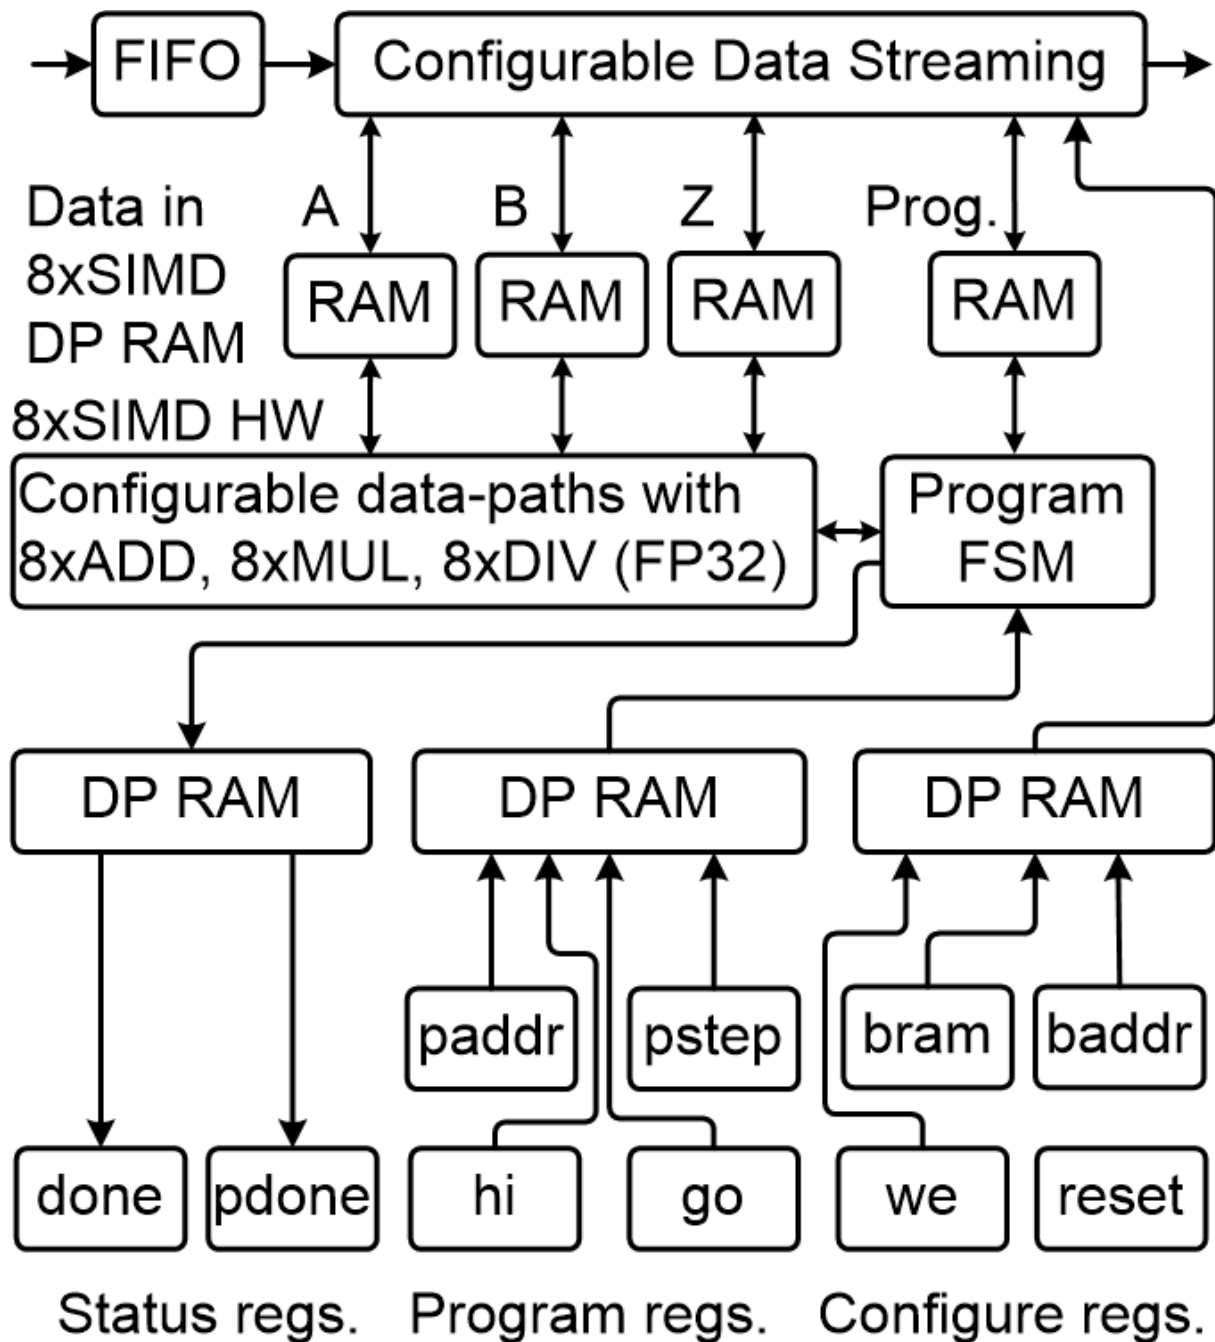 FIFO
Configurable Data Streaming
Data in
8xSIMD
DP RAM
A
B
Z
Prog.
RAM
RAM
RAM
RAM
8xSIMD HW
Configurable data-paths with
8xADD, 8xMUL, 8xDIV (FP32)
Program
FSM
DP RAM
DP RAM
DP RAM
paddr
pstep
bram
baddr
done
pdone
hi
go
we
reset
Status regs.
Program regs.
Configure regs.